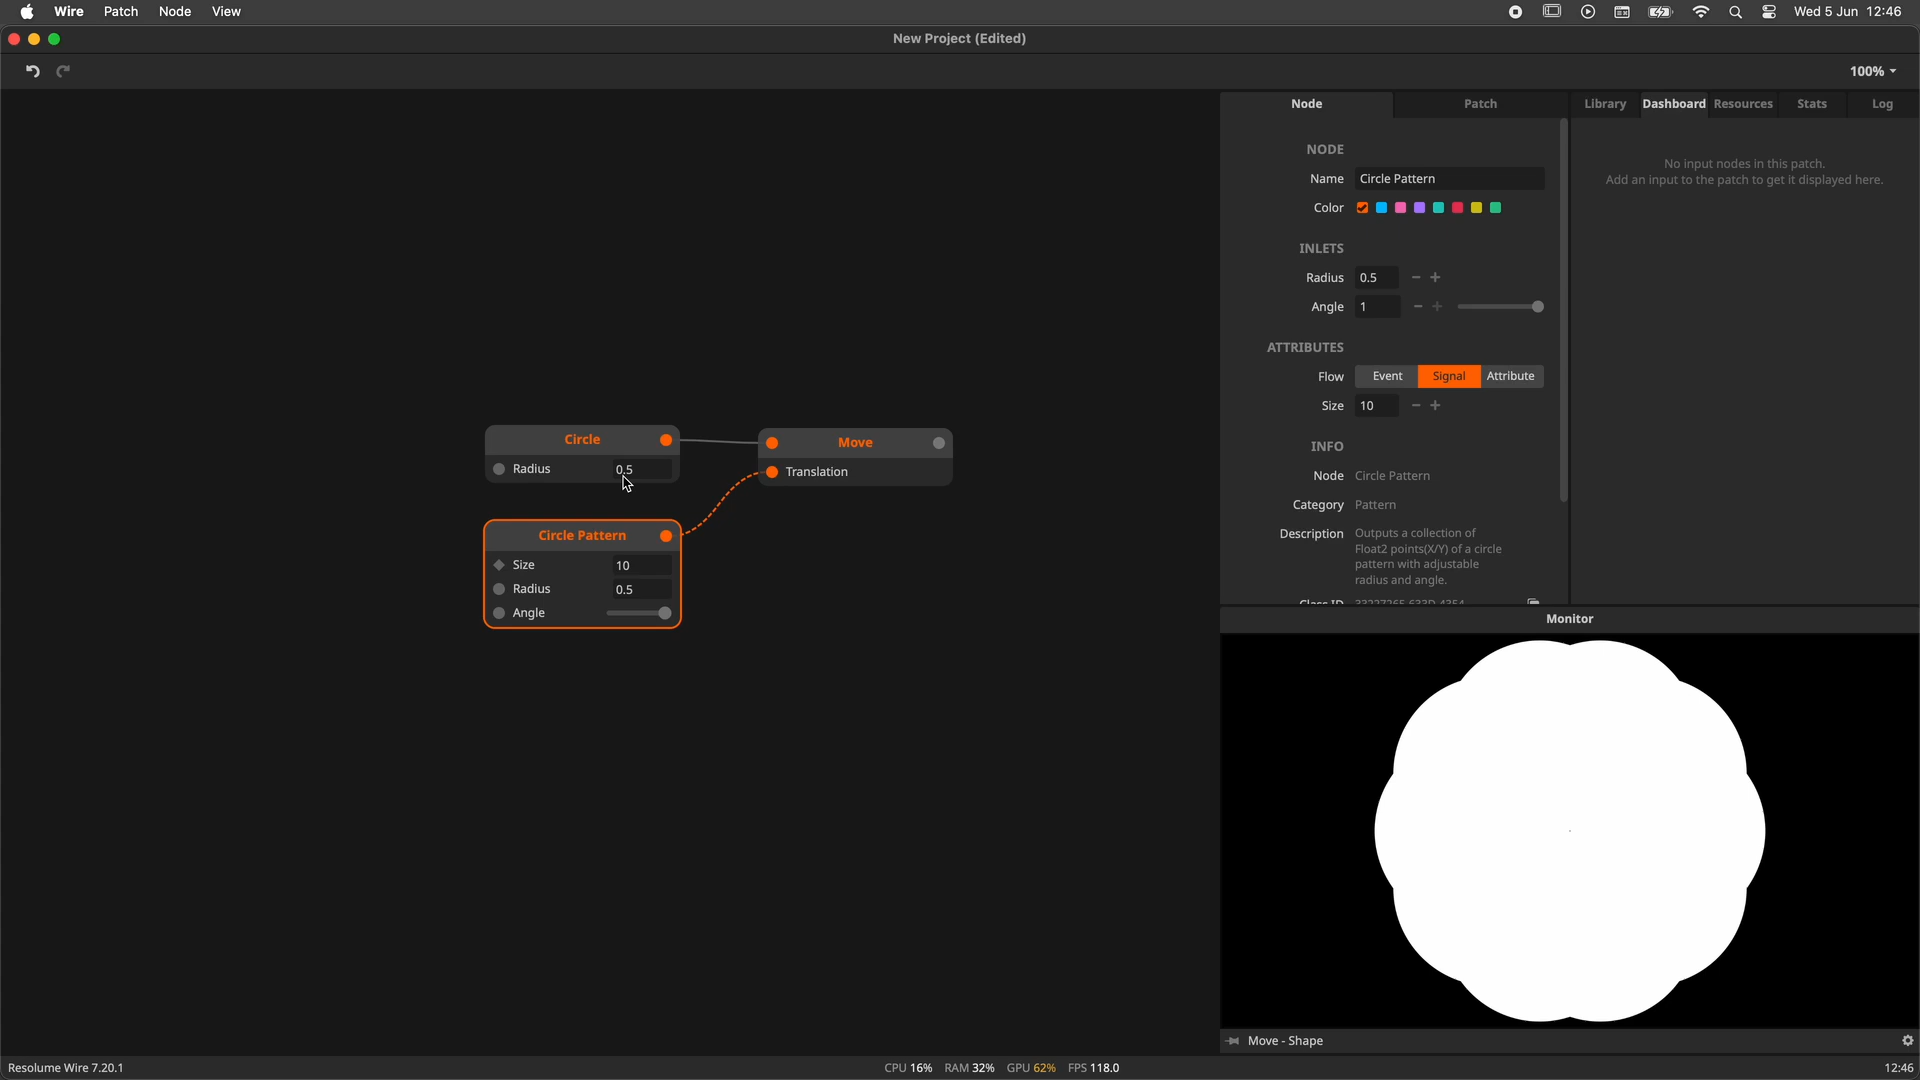 Wire Patch Node View Wed 5 Jun 12:46
New Project (Edited)
100%
Node Patch Library Dashboard Resources Stats Log
NODE
Name Circle Pattern
Color
INLETS
Radius 0.5 − +
Angle 1 − +
ATTRIBUTES
Flow Event Signal Attribute
Size 10 − +
INFO
Node Circle Pattern
Category Pattern
Description Outputs a collection of
Float2 points(X/Y) of a circle
pattern with adjustable
radius and angle.
No input nodes in this patch.
Add an input to the patch to get it displayed here.
Circle
Radius 0.5
Move
Translation
Circle Pattern
Size 10
Radius 0.5
Angle
Monitor
Move - Shape
Resolume Wire 7.20.1 CPU 16% RAM 32% GPU 62% FPS 118.0 12:46